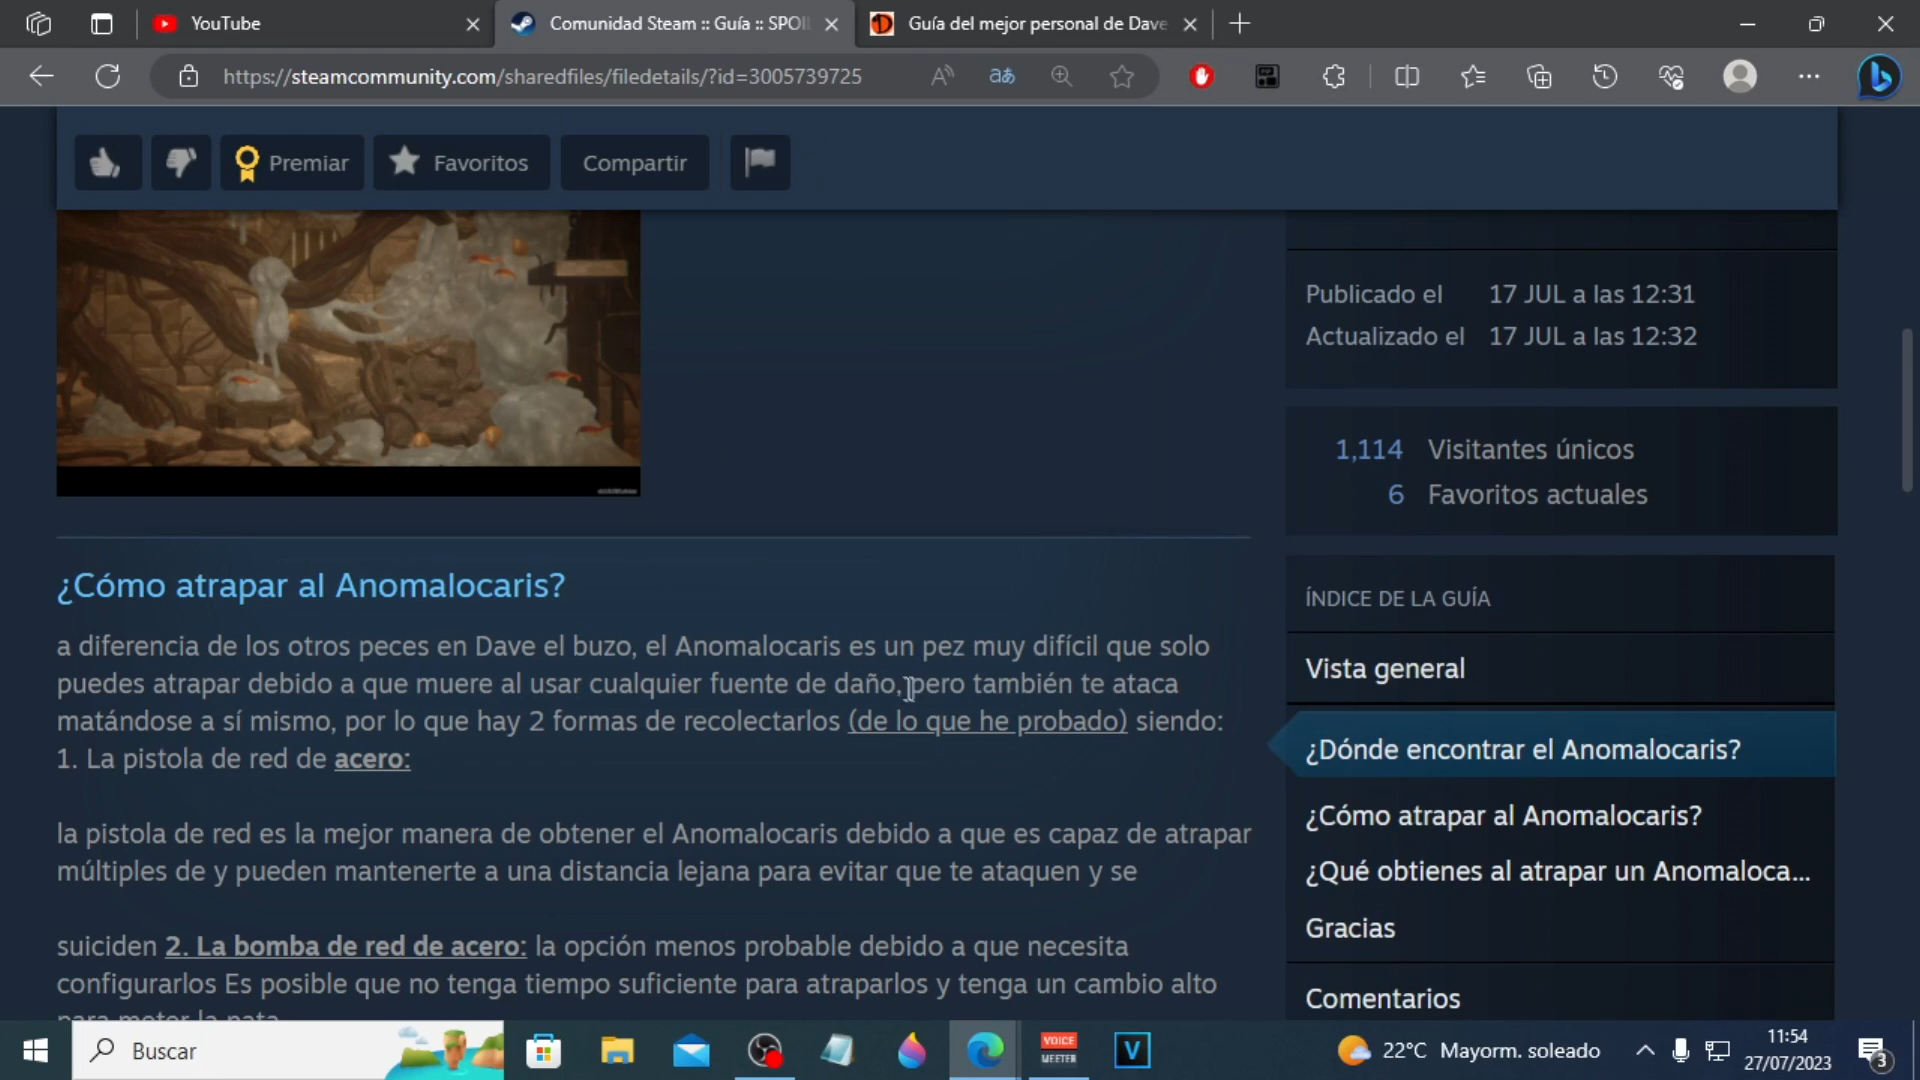 YouTube
Comunidad Steam :: Guía :: SPOI
Guía del mejor personal de Dave
https://steamcommunity.com/sharedfiles/filedetails/?id=3005739725
Premiar
Favoritos
Compartir
Publicado el 17 JUL a las 12:31
Actualizado el 17 JUL a las 12:32
1,114 Visitantes únicos
6 Favoritos actuales
¿Cómo atrapar al Anomalocaris?
a diferencia de los otros peces en Dave el buzo, el Anomalocaris es un pez muy difícil que solo
puedes atrapar debido a que muere al usar cualquier fuente de daño, pero también te ataca
matándose a sí mismo, por lo que hay 2 formas de recolectarlos (de lo que he probado) siendo:
1. La pistola de red de acero:
la pistola de red es la mejor manera de obtener el Anomalocaris debido a que es capaz de atrapar
múltiples de y pueden mantenerte a una distancia lejana para evitar que te ataquen y se
suiciden 2. La bomba de red de acero: la opción menos probable debido a que necesita
configurarlos Es posible que no tenga tiempo suficiente para atraparlos y tenga un cambio alto
para meter la pata
ÍNDICE DE LA GUÍA
Vista general
¿Dónde encontrar el Anomalocaris?
¿Cómo atrapar al Anomalocaris?
¿Qué obtienes al atrapar un Anomaloca...
Gracias
Comentarios
Buscar
VOICE
MEETER
V
22°C Mayorm. soleado
11:54
27/07/2023
3